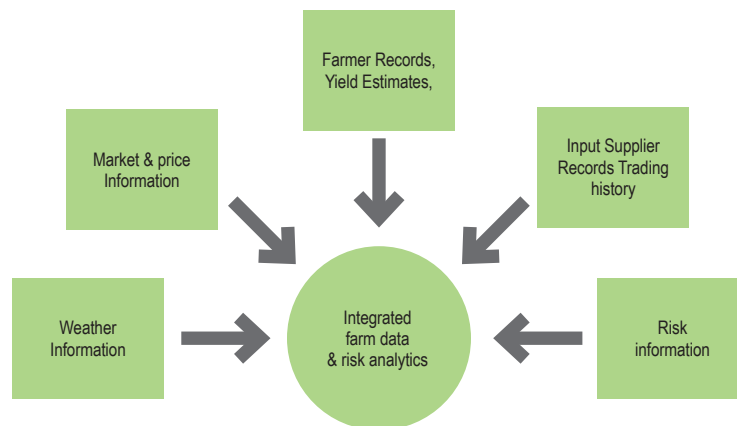 Farmer Records,
Yield Estimates,
Market & price
Information
Input Supplier
Records Trading
history
Weather
Information
Integrated
farm data
& risk analytics
Risk
information